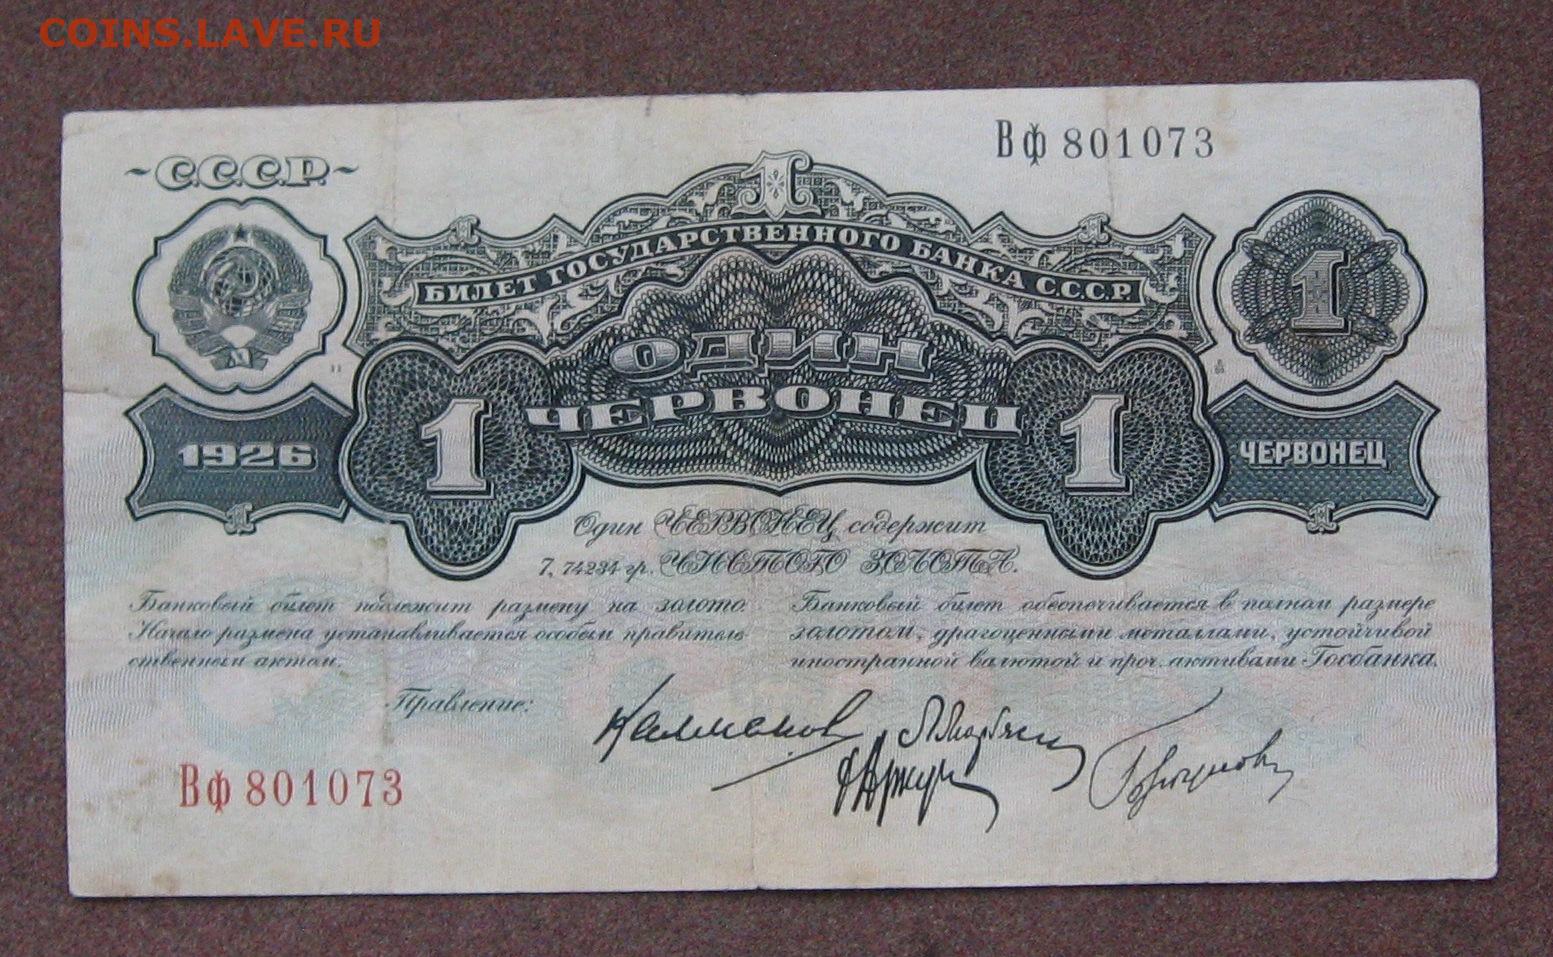 COINS.LAVE.RU
Вф 801073
С.С.С.Р.
1
БИЛЕТ ГОСУДАРСТВЕННОГО БАНКА С.С.С.Р.
1
ОДИН
ЧЕРВОНЕЦ
1
1
1926
ЧЕРВОНЕЦ
Один ЧЕРВОНЕЦ содержит
7,74234 гр. ЧИСТОГО ЗОЛОТА.
Банковый билет подлежит размену на золото.
Начало размена устанавливается особым правитель
ственным актом.
Банковый билет обеспечивается в полном размере
золотом, драгоценными металлами, устойчивой
иностранной валютой и проч. активами Госбанка.
Правление:
Калманов
Вф 801073